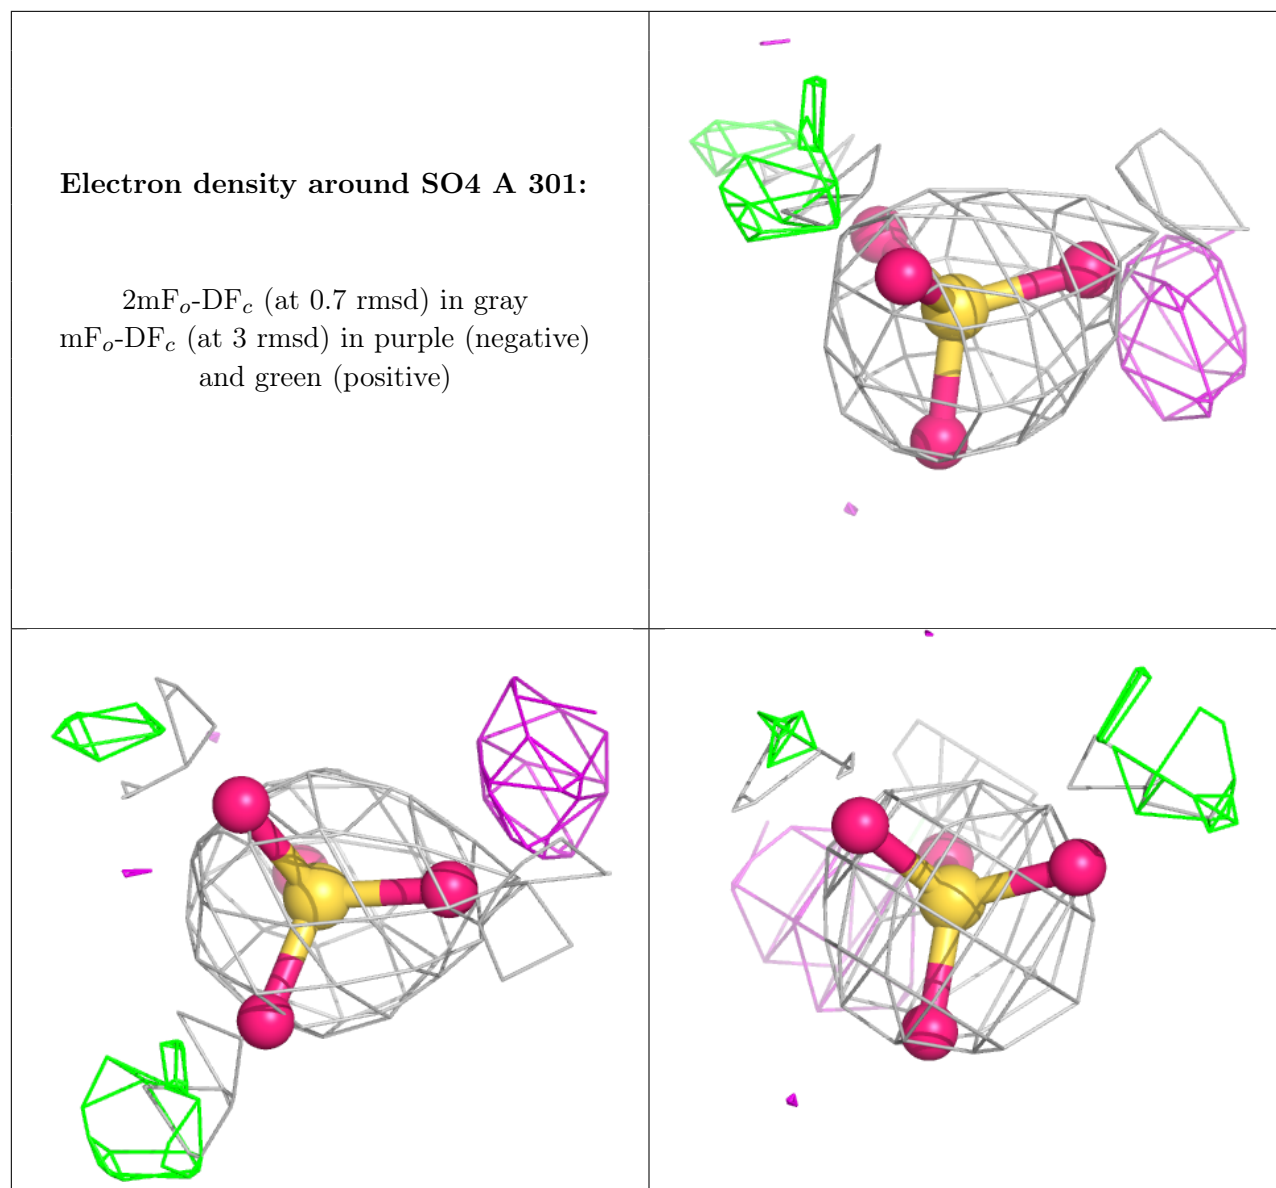 Electron density around SO4 A 301:
2mFo-DFc (at 0.7 rmsd) in gray
mFo-DFc (at 3 rmsd) in purple (negative)
and green (positive)